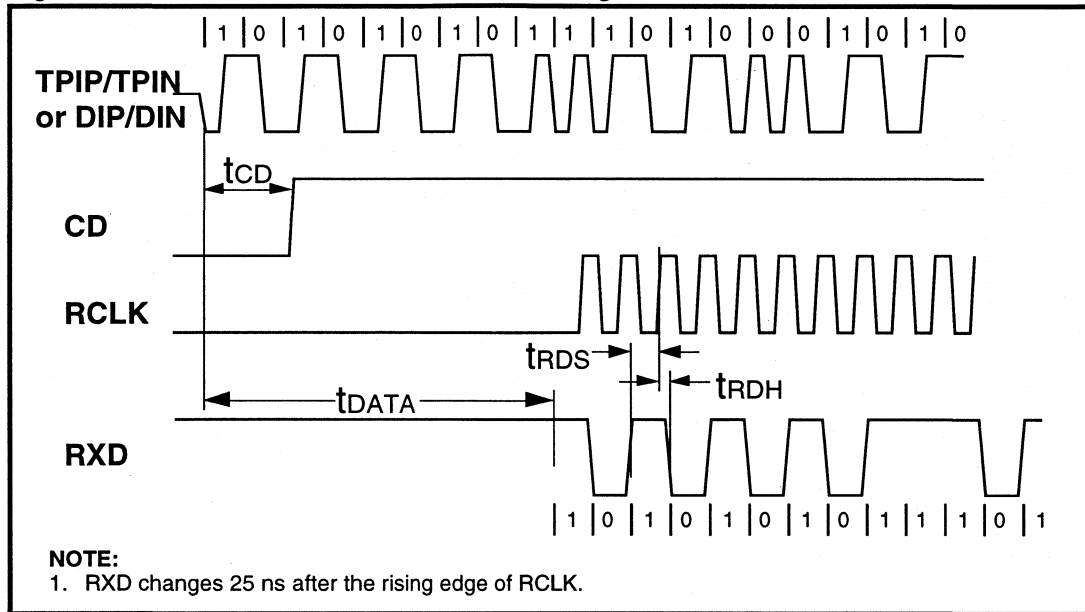 |1|0|1|0|1|0|1|0|1|1|1|0|1|0|0|0|1|0|1|0
TPIP/TPIN
or DIP/DIN
tCD
CD
RCLK
tRDS
tRDH
tDATA
RXD
|1|0|1|0|1|0|1|0|1|1|1|0|1
NOTE:
1. RXD changes 25 ns after the rising edge of RCLK.